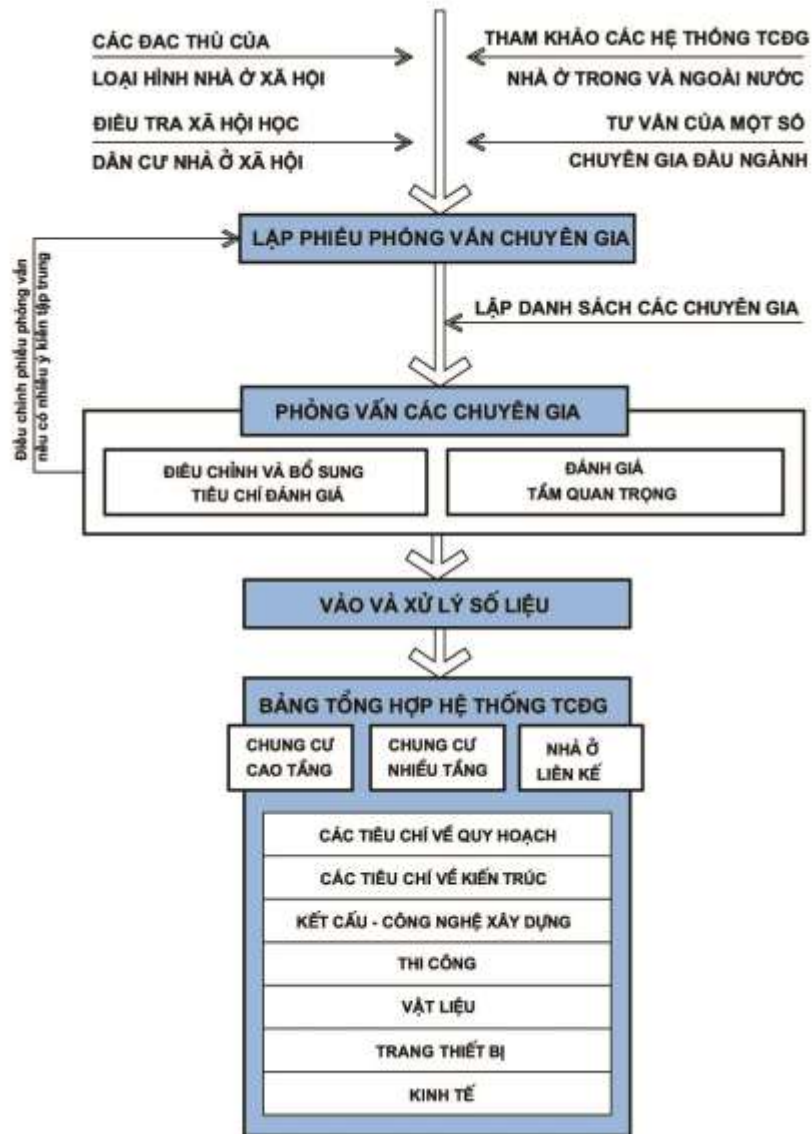 CÁC ĐAC THÙ CỦA
LOẠI HÌNH NHÀ Ở XÃ HỘI
THAM KHẢO CÁC HỆ THỐNG TCĐG
NHÀ Ở TRONG VÀ NGOÀI NƯỚC
ĐIỀU TRA XÃ HỘI HỌC
DÂN CƯ NHÀ Ở XÃ HỘI
TƯ VẤN CỦA MỘT SỐ
CHUYÊN GIA ĐẦU NGÀNH
LẬP PHIẾU PHỎNG VẤN CHUYÊN GIA
Điều chỉnh phiếu phỏng vấn
nếu có nhiều ý kiến tập trung
LẬP DANH SÁCH CÁC CHUYÊN GIA
PHỎNG VẤN CÁC CHUYÊN GIA
ĐIỀU CHỈNH VÀ BỔ SUNG
TIÊU CHÍ ĐÁNH GIÁ
ĐÁNH GIÁ
TẦM QUAN TRỌNG
VÀO VÀ XỬ LÝ SỐ LIỆU
BẢNG TỔNG HỢP HỆ THỐNG TCĐG
CHUNG CƯ
CAO TẦNG
CHUNG CƯ
NHIỀU TẦNG
NHÀ Ở
LIÊN KẾ
CÁC TIÊU CHÍ VỀ QUY HOẠCH
CÁC TIÊU CHÍ VỀ KIẾN TRÚC
KẾT CẤU - CÔNG NGHỆ XÂY DỰNG
THI CÔNG
VẬT LIỆU
TRANG THIẾT BỊ
KINH TẾ